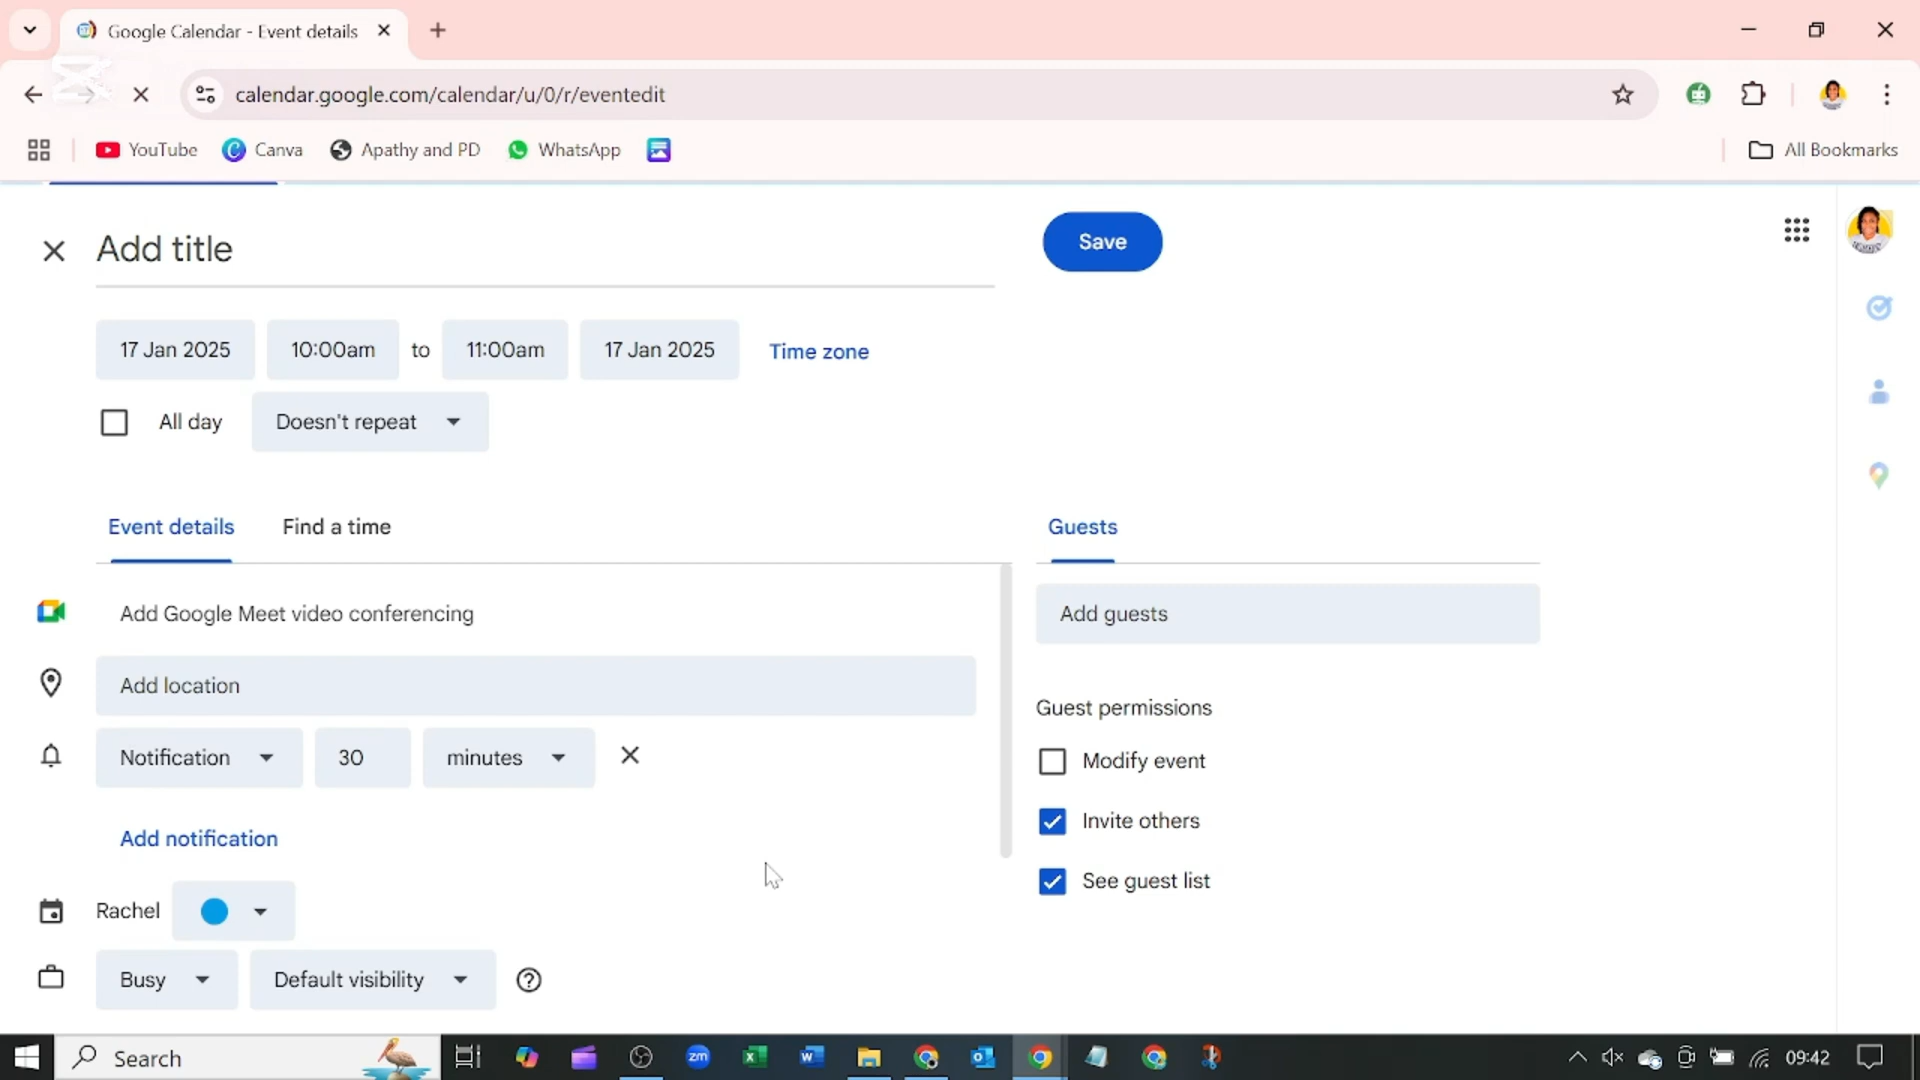 Google Calendar - Event details
calendar.google.com/calendar/u/0/r/eventedit
YouTube Canva Apathy and PD WhatsApp All Bookmarks
Add title
Save
17 Jan 2025 10:00am to 11:00am 17 Jan 2025 Time zone
All day Doesn't repeat
Event details Find a time
Guests
Add Google Meet video conferencing
Add guests
Add location
Guest permissions
Notification 30 minutes
Modify event
Invite others
Add notification
See guest list
Rachel
Busy Default visibility
Search
zm
09:42